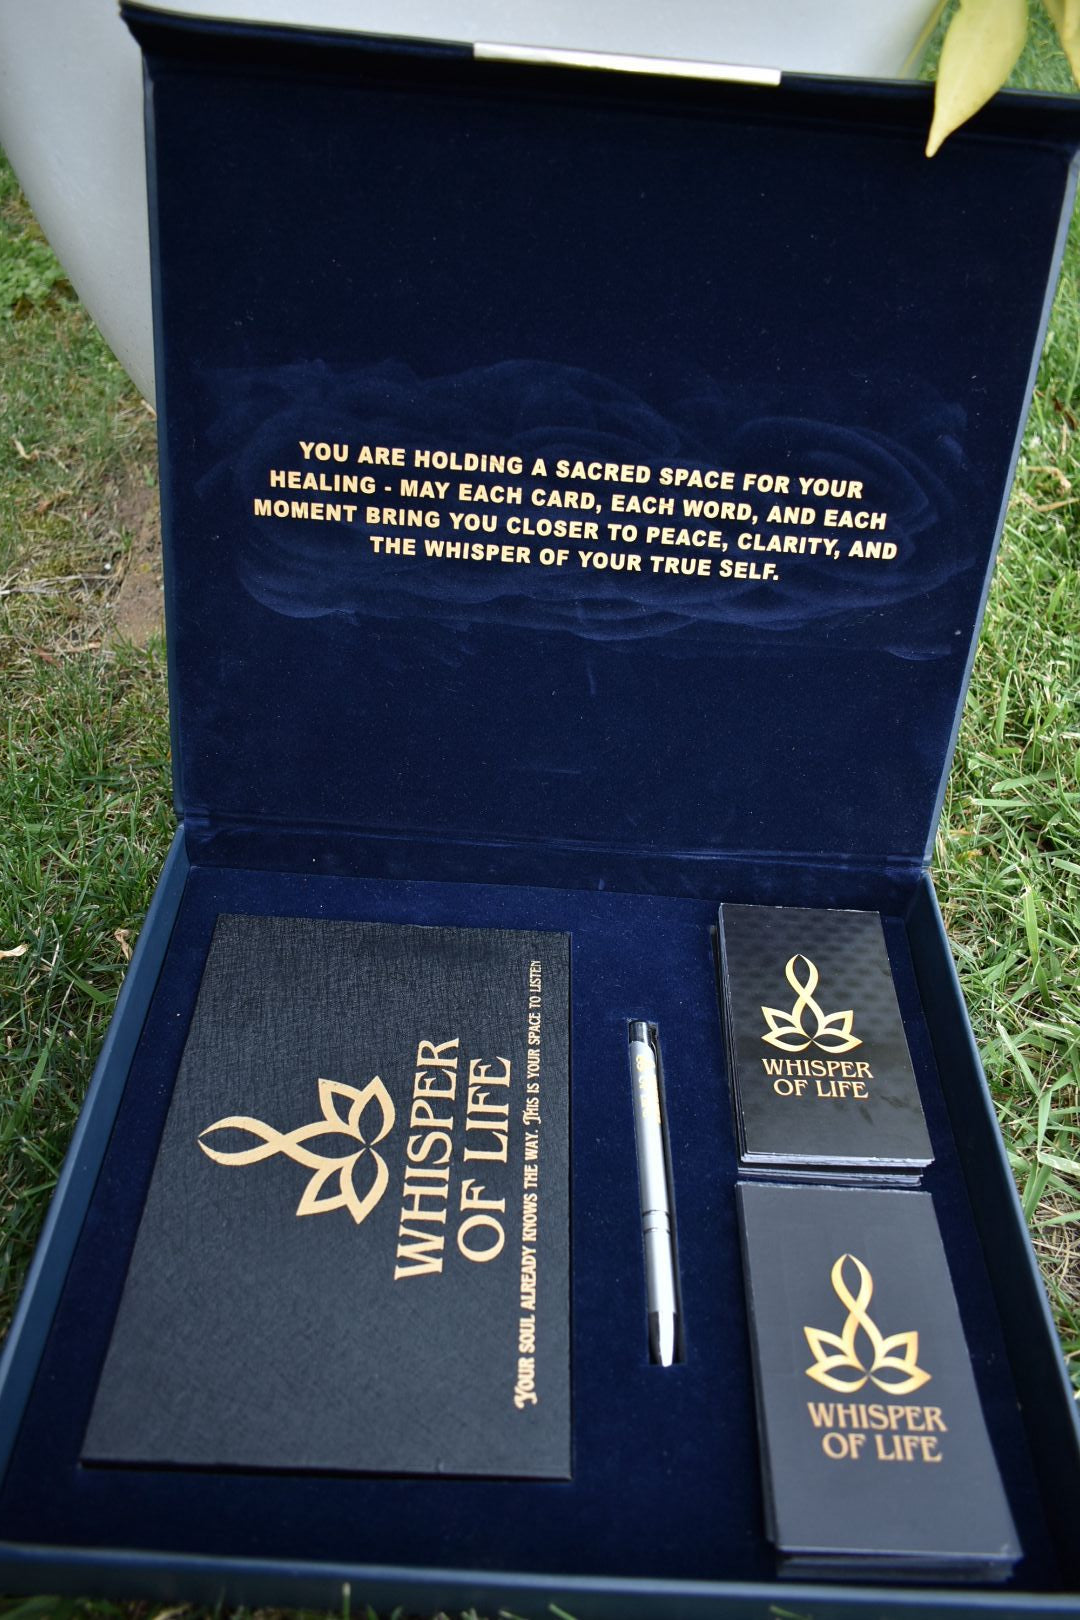 YOU ARE HOLDiNG A SACRED SPACE FOR YOUR
HEALING - MAY EACH CARD, EACH WORD, AND EACH
MOMENT BRING YOU CLOSER TO PEACE, CLARITY, AND
THE WHISPER OF YOUR TRUE SELF.
WHISPER
OF LIFE
YOUR SOUL ALREADY KNOWS THE WAY. THIS IS YOUR SPACE TO LISTEN
WHISPER
OF LIFE
WHISPER
OF LIFE